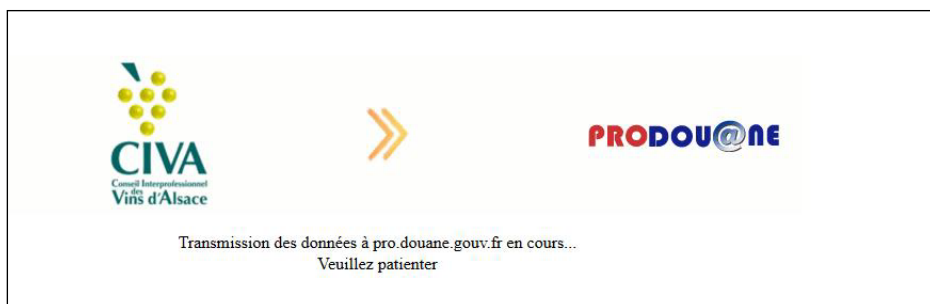 CIVA
Conseil Interprofessionnel
des
Vins d'Alsace
PRODOU@NE
Transmission des données à pro.douane.gouv.fr en cours...
Veuillez patienter